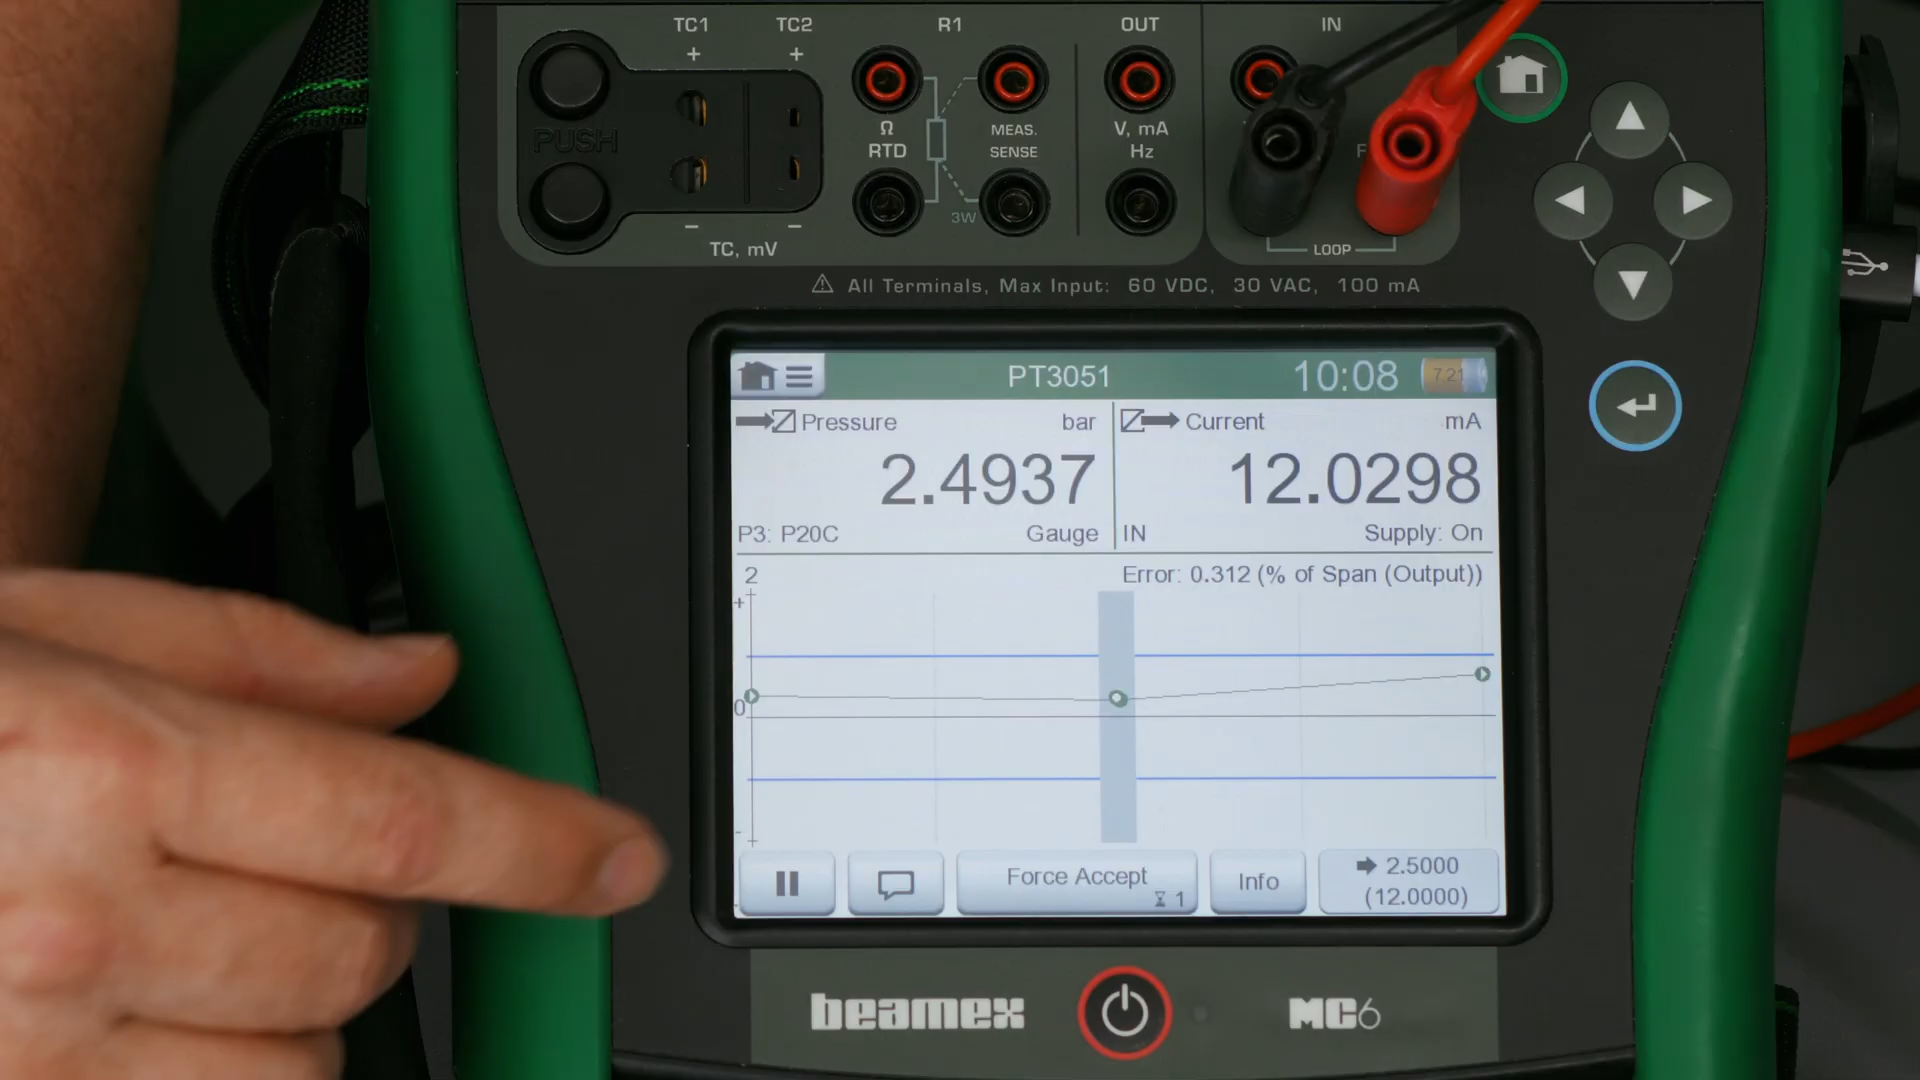 TC1 TC2 R1 OUT IN
+ +
PUSH
Ω MEAS. V, mA
RTD SENSE Hz
3W
- -
TC, mV
LOOP
All Terminals, Max Input: 60 VDC, 30 VAC, 100 mA
PT3051 10:08 7.21
Pressure bar Current mA
2.4937 12.0298
P3: P20C Gauge IN Supply: On
2 Error: 0.312 (% of Span (Output))
+
0
-
Force Accept 1
Info
2.5000
(12.0000)
beamex MC6